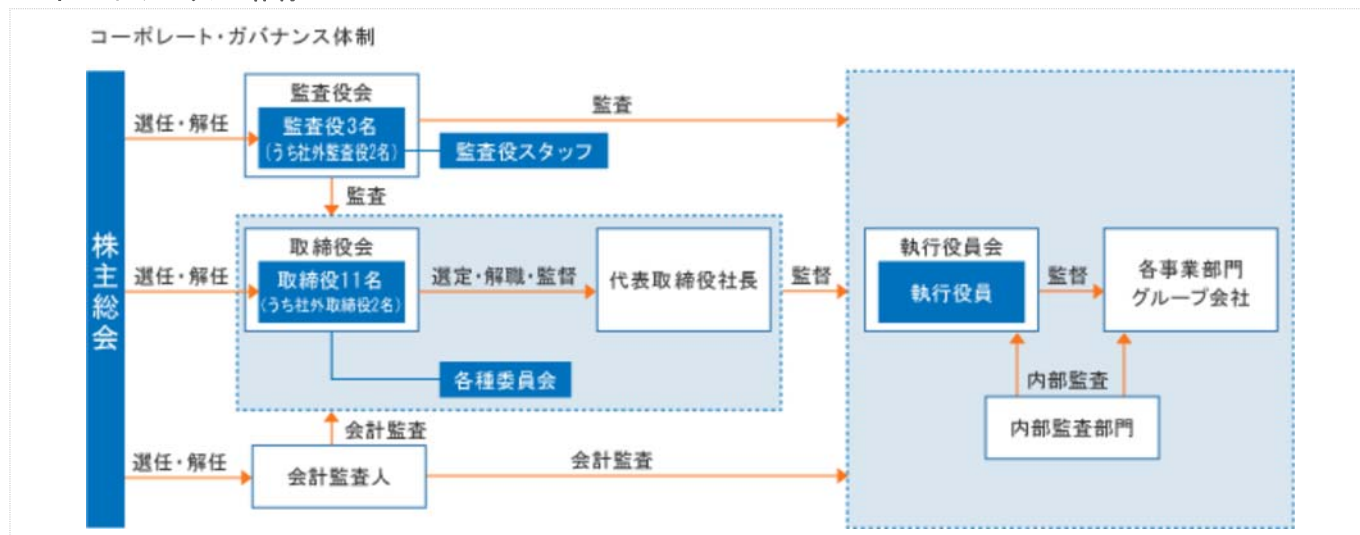 コーポレート・ガバナンス体制
株主総会
選任・解任
監査役会
監査役3名
(うち社外監査役2名)
監査役スタッフ
監査
監査
選任・解任
取締役会
取締役11名
(うち社外取締役2名)
選定・解職・監督
代表取締役社長
監督
各種委員会
執行役員会
執行役員
監督
各事業部門
グループ会社
内部監査
内部監査部門
会計監査
選任・解任
会計監査人
会計監査